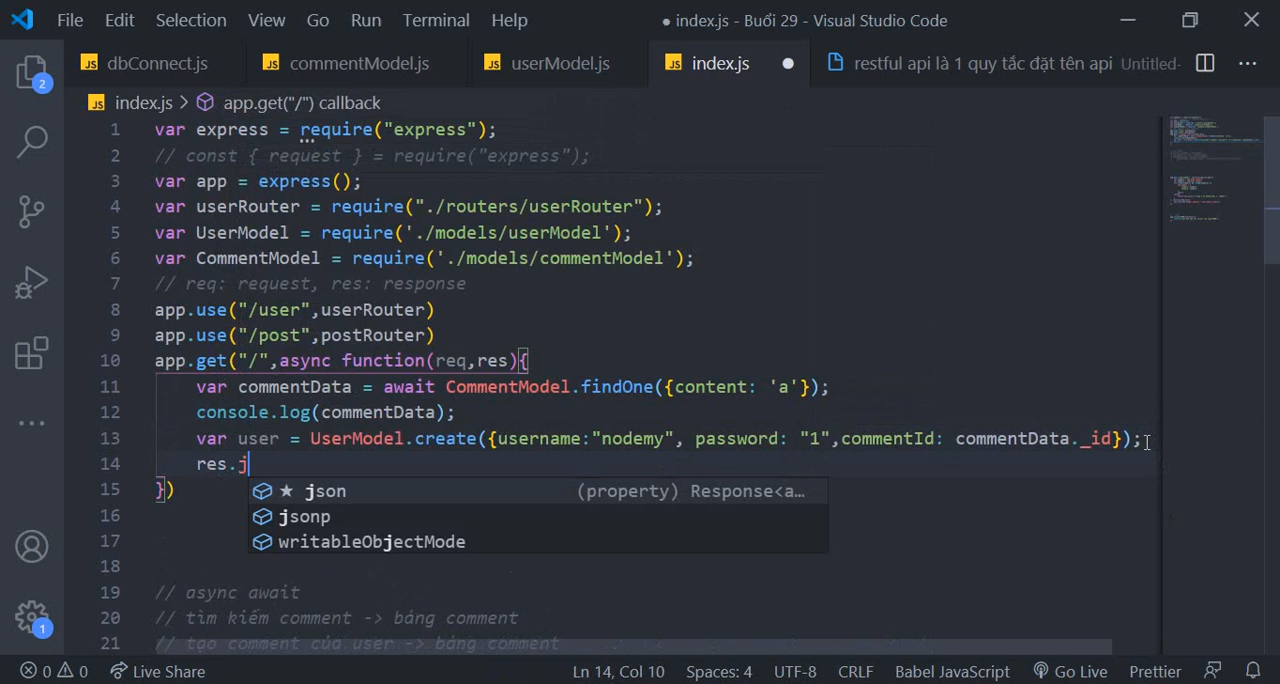 File Edit Selection View Go Run Terminal Help
● index.js - Buổi 29 - Visual Studio Code
2
JS dbConnect.js
JS commentModel.js
JS userModel.js
JS index.js ●
restful api là 1 quy tắc đặt tên api Untitled-
JS index.js > app.get("/") callback
1 var express = require("express");
2 // const { request } = require("express");
3 var app = express();
4 var userRouter = require("./routers/userRouter");
5 var UserModel = require('./models/userModel');
6 var CommentModel = require('./models/commentModel');
7 // req: request, res: response
8 app.use("/user",userRouter)
9 app.use("/post",postRouter)
10 app.get("/",async function(req,res){
11 var commentData = await CommentModel.findOne({content: 'a'});
12 console.log(commentData);
13 var user = UserModel.create({username:"nodemy", password: "1",commentId: commentData._id});
14 res.j
15 })
★ json (property) Response<a...
16
jsonp
17
writableObjectMode
18
19 // async await
20 // tìm kiếm comment -> bảng comment
21 // tạo comment của user -> bảng comment
1
0 0 Live Share
Ln 14, Col 10 Spaces: 4 UTF-8 CRLF Babel JavaScript Go Live Prettier